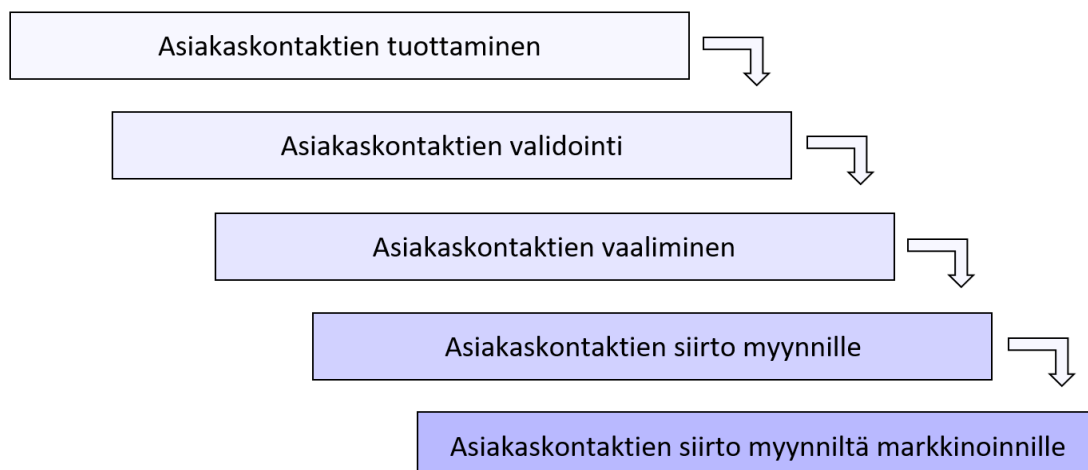 Asiakaskontaktien tuottaminen
Asiakaskontaktien validointi
Asiakaskontaktien vaaliminen
Asiakaskontaktien siirto myynnille
Asiakaskontaktien siirto myynniltä markkinoinnille